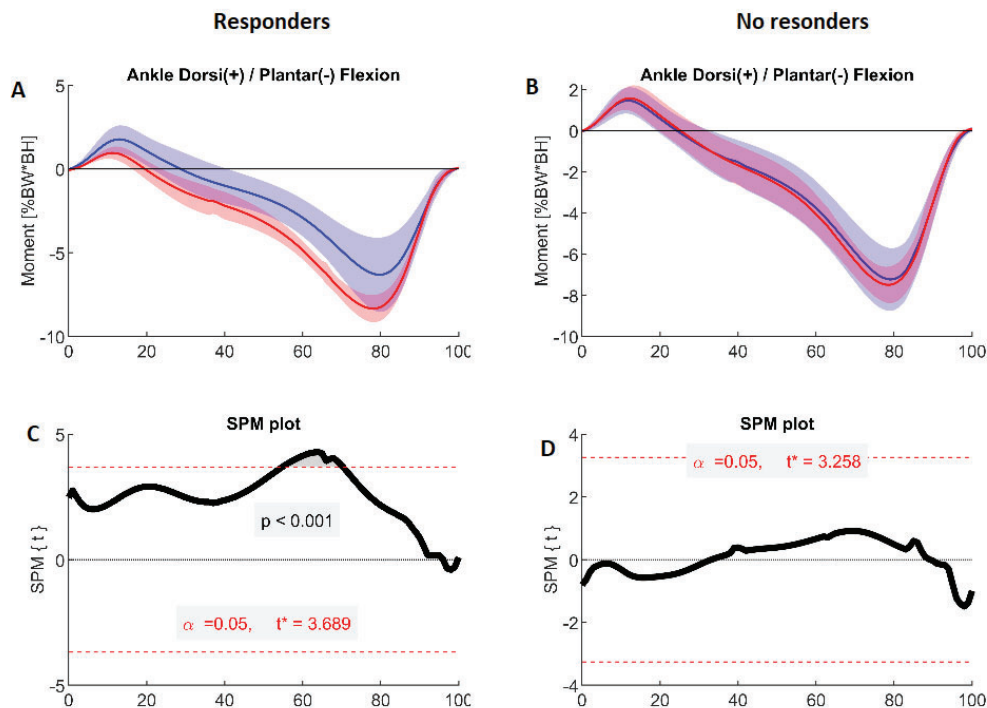 Responders
No resonders
A
Ankle Dorsi(+) / Plantar(-) Flexion
Moment [%BW*BH]
5
0
-5
-10
0 20 40 60 80 100
B
Ankle Dorsi(+) / Plantar(-) Flexion
Moment [%BW*BH]
2
0
-2
-4
-6
-8
-10
0 20 40 60 80 100
C
SPM plot
SPM { t }
5
0
-5
p < 0.001
α =0.05, t* = 3.689
0 20 40 60 80 100
D
SPM plot
SPM { t }
4
2
0
-2
-4
α =0.05, t* = 3.258
0 20 40 60 80 100